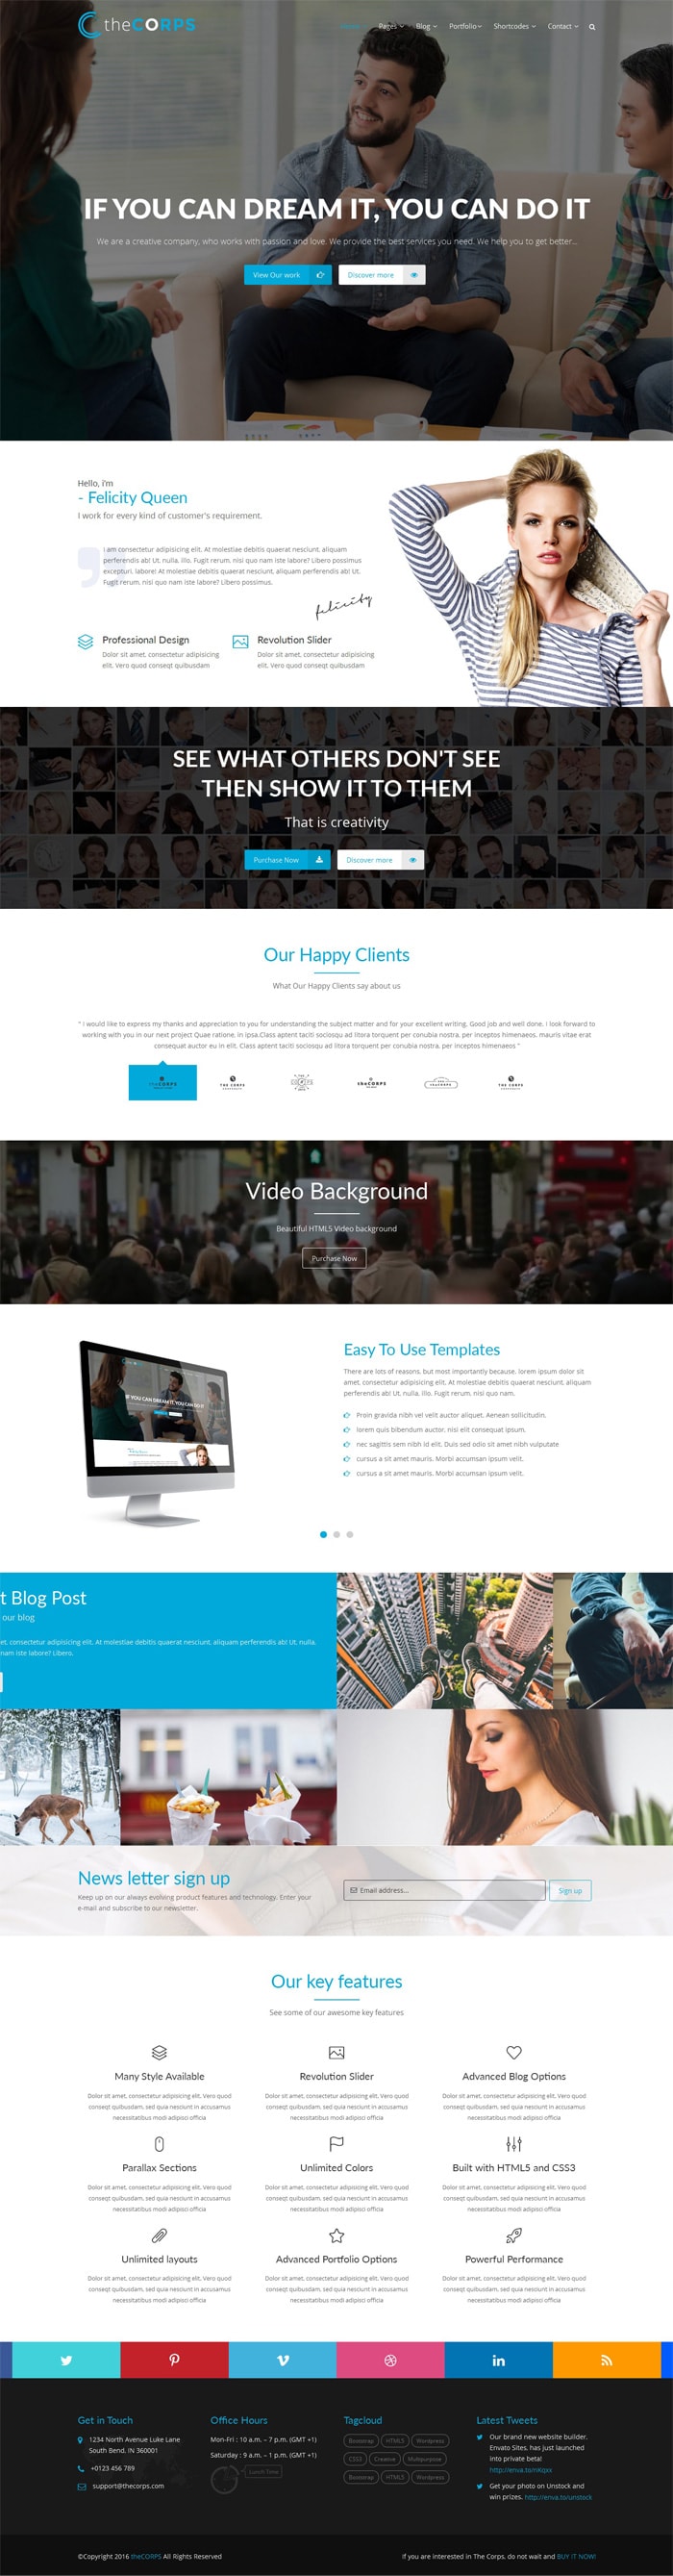 theCORPS
Pages Blog Portfolio Shortcodes Contact
IF YOU CAN DREAM IT, YOU CAN DO IT
We are a creative company, who works with passion and love. We provide the best services you need. We help you to get better...
View Our work Discover more
Hello, i'm
- Felicity Queen
I work for every kind of customer's requirement.
I am consectetur adipisicing elit. At molestiae debitis quaerat nesciunt, aliquam
perferendis ab! Ut, nulla, illo. Fugit rerum, nisi quo nam iste labore? Libero possimus
excepturi, labore! At molestiae debitis quaerat nesciunt, aliquam perferendis ab! Ut,
Fugit rerum, nisi quo nam iste labore? Libero possimus.
felicity
Professional Design
Dolor sit amet, consectetur adipisicing
elit. Vero quod conseqt quibusdam
Revolution Slider
Dolor sit amet, consectetur adipisicing
elit. Vero quod conseqt quibusdam
SEE WHAT OTHERS DON'T SEE
THEN SHOW IT TO THEM
That is creativity
Purchase Now Discover more
Our Happy Clients
What Our Happy Clients say about us
" I would like to express my thanks and appreciation to you for understanding the subject matter and for your excellent writing. Good job and well done. I look forward to
working with you in our next project Quae ratione, in ipsa.Class aptent taciti sociosqu ad litora torquent per conubia nostra, per inceptos himenaeos. mauris vitae erat
consequat auctor eu in elit. Class aptent taciti sociosqu ad litora torquent per conubia nostra, per inceptos himenaeos "
theCORPS THE CORPS theCORPS THE CORPS
Video Background
Beautiful HTML5 Video background
Purchase Now
IF YOU CAN DREAM IT, YOU CAN DO IT
Easy To Use Templates
There are lots of reasons, but most importantly because, lorem ipsum dolor sit
amet, consectetur adipisicing elit. At molestiae debitis quaerat nesciunt, aliquam
perferendis ab! Ut, nulla, illo. Fugit rerum, nisi quo nam.
Proin gravida nibh vel velit auctor aliquet. Aenean sollicitudin.
lorem quis bibendum auctor, nisi elit consequat ipsum.
nec sagittis sem nibh id elit. Duis sed odio sit amet nibh vulputate
cursus a sit amet mauris. Morbi accumsan ipsum velit.
cursus a sit amet mauris. Morbi accumsan ipsum velit.
t Blog Post
our blog
et, consectetur adipisicing elit. At molestiae debitis quaerat nesciunt, aliquam perferendis ab! Ut, nulla,
nam iste labore? Libero.
News letter sign up
Keep up on our always evolving product features and technology. Enter your
e-mail and subscribe to our newsletter.
Email address...
Sign up
Our key features
See some of our awesome key features
Many Style Available
Dolor sit amet, consectetur adipisicing elit. Vero quod
conseqt quibusdam, sed quia nesciunt in accusamus
necessitatibus modi adipisci officia
Revolution Slider
Dolor sit amet, consectetur adipisicing elit. Vero quod
conseqt quibusdam, sed quia nesciunt in accusamus
necessitatibus modi adipisci officia
Advanced Blog Options
Dolor sit amet, consectetur adipisicing elit. Vero quod
conseqt quibusdam, sed quia nesciunt in accusamus
necessitatibus modi adipisci officia
Parallax Sections
Dolor sit amet, consectetur adipisicing elit. Vero quod
conseqt quibusdam, sed quia nesciunt in accusamus
necessitatibus modi adipisci officia
Unlimited Colors
Dolor sit amet, consectetur adipisicing elit. Vero quod
conseqt quibusdam, sed quia nesciunt in accusamus
necessitatibus modi adipisci officia
Built with HTML5 and CSS3
Dolor sit amet, consectetur adipisicing elit. Vero quod
conseqt quibusdam, sed quia nesciunt in accusamus
necessitatibus modi adipisci officia
Unlimited layouts
Dolor sit amet, consectetur adipisicing elit. Vero quod
conseqt quibusdam, sed quia nesciunt in accusamus
necessitatibus modi adipisci officia
Advanced Portfolio Options
Dolor sit amet, consectetur adipisicing elit. Vero quod
conseqt quibusdam, sed quia nesciunt in accusamus
necessitatibus modi adipisci officia
Powerful Performance
Dolor sit amet, consectetur adipisicing elit. Vero quod
conseqt quibusdam, sed quia nesciunt in accusamus
necessitatibus modi adipisci officia
in
Get in Touch
1234 North Avenue Luke Lane
South Bend, IN 360001
+0123 456 789
support@thecorps.com
Office Hours
Mon-Fri : 10 a.m. – 7 p.m. (GMT +1)
Saturday : 9 a.m. – 1 p.m. (GMT +1)
Lunch Time
Tagcloud
Bootstrap HTML5 Wordpress
CSS3 Creative Multipurpose
Bootstrap HTML5 Wordpress
Latest Tweets
Our brand new website builder,
Envato Sites, has just launched
into private beta!
Get your photo on Unstock and
win prizes. http://enva.to/unstock
©Copyright 2016 theCORPS All Rights Reserved
If you are interested in The Corps, do not wait and BUY IT NOW!